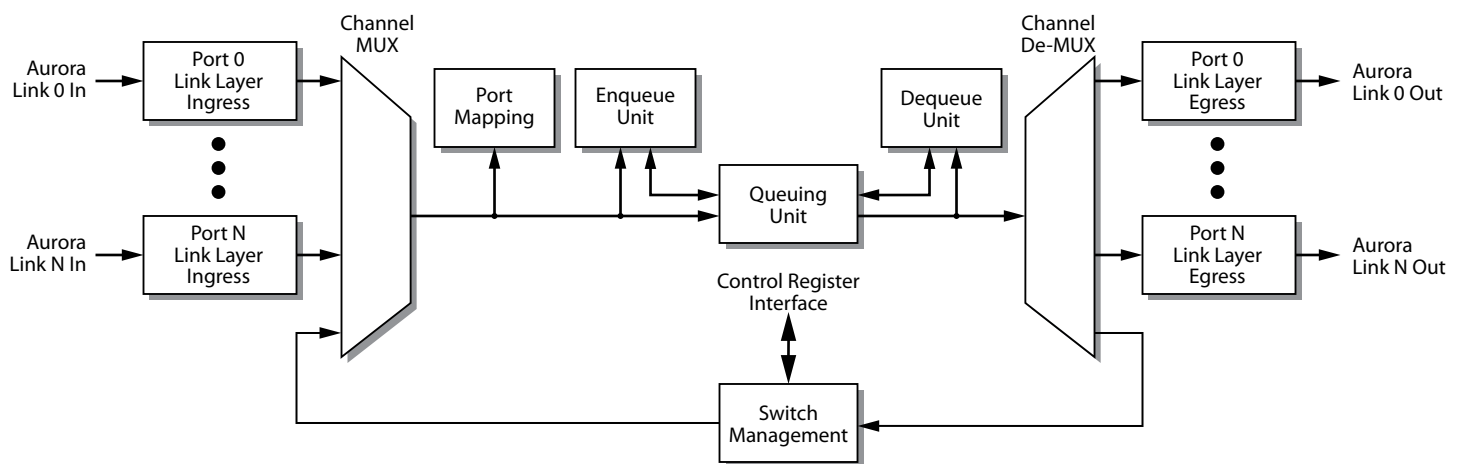 Channel
MUX
Channel
De-MUX
Aurora
Link 0 In
Port 0
Link Layer
Ingress
Port
Mapping
Enqueue
Unit
Dequeue
Unit
Port 0
Link Layer
Egress
Aurora
Link 0 Out
Queuing
Unit
Aurora
Link N In
Port N
Link Layer
Ingress
Port N
Link Layer
Egress
Aurora
Link N Out
Control Register
Interface
Switch
Management